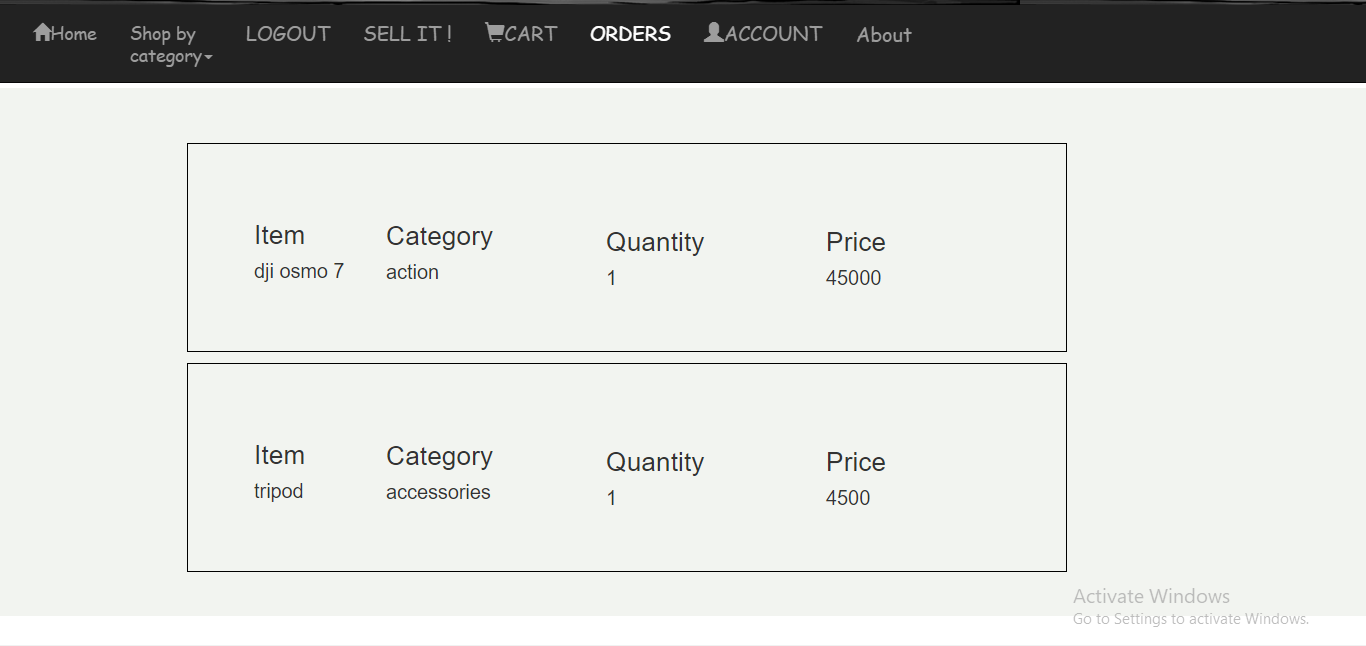 Home Shop by category LOGOUT SELL IT ! CART ORDERS ACCOUNT About
Item Category Quantity Price
dji osmo 7 action 1 45000
Item Category Quantity Price
tripod accessories 1 4500
Activate Windows
Go to Settings to activate Windows.